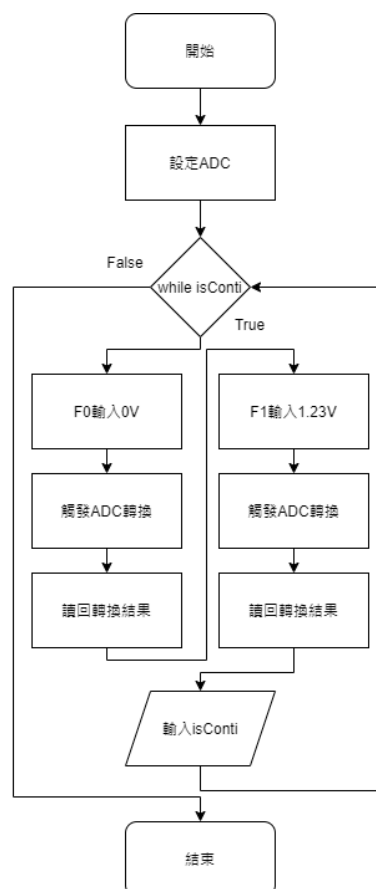 開始
設定ADC
False
while isConti
True
F0輸入0V
觸發ADC轉換
讀回轉換結果
F1輸入1.23V
觸發ADC轉換
讀回轉換結果
輸入isConti
結束